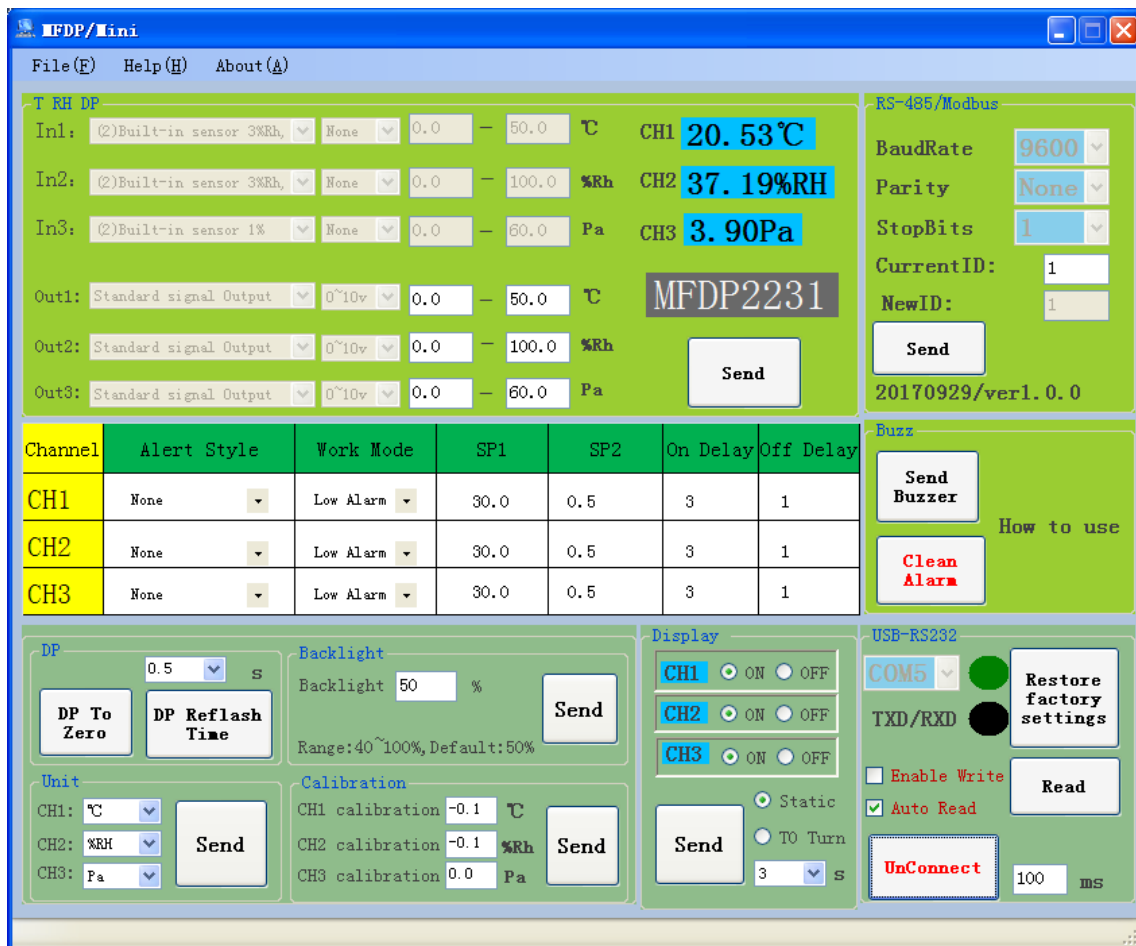 MFDP/Mini
File(F) Help(H) About(A)
T RH DP
In1: (2)Built-in sensor 3%Rh, None 0.0 — 50.0 ℃ CH1 20.53℃
In2: (2)Built-in sensor 3%Rh, None 0.0 — 100.0 %Rh CH2 37.19%RH
In3: (2)Built-in sensor 1% None 0.0 — 60.0 Pa CH3 3.90Pa
Out1: Standard signal Output 0~10v 0.0 — 50.0 ℃ MFDP2231
Out2: Standard signal Output 0~10v 0.0 — 100.0 %Rh
Out3: Standard signal Output 0~10v 0.0 — 60.0 Pa
Send
RS-485/Modbus
BaudRate 9600
Parity None
StopBits 1
CurrentID: 1
NewID: 1
Send
20170929/ver1.0.0
Channel Alert Style Work Mode SP1 SP2 On Delay Off Delay
CH1 None Low Alarm 30.0 0.5 3 1
CH2 None Low Alarm 30.0 0.5 3 1
CH3 None Low Alarm 30.0 0.5 3 1
Buzz
Send
Buzzer
How to use
Clean
Alarm
DP
0.5 s
DP To
Zero
DP Reflash
Time
Backlight
Backlight 50 %
Send
Range:40~100%,Default:50%
Unit
CH1: ℃
CH2: %RH
CH3: Pa
Send
Calibration
CH1 calibration -0.1 ℃
CH2 calibration -0.1 %Rh
CH3 calibration 0.0 Pa
Send
Display
CH1 ON OFF
CH2 ON OFF
CH3 ON OFF
Send
Static
TO Turn
3 s
USB-RS232
COM5
TXD/RXD
Restore
factory
settings
Enable Write
Auto Read
Read
UnConnect
100 ms